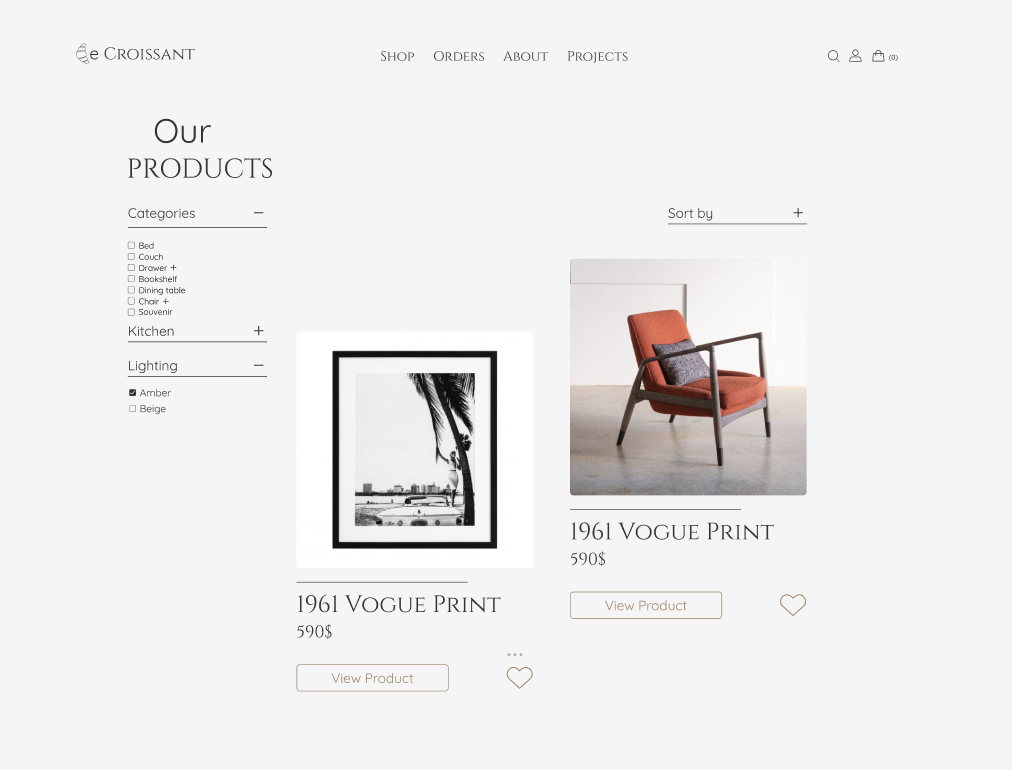 e Croissant
Shop Orders About Projects
(0)
Our
PRODUCTS
Categories
Sort by
Bed
Couch
Drawer +
Bookshelf
Dining table
Chair +
Souvenir
Kitchen
Lighting
Amber
Beige
1961 Vogue Print
590$
View Product
1961 Vogue Print
590$
View Product